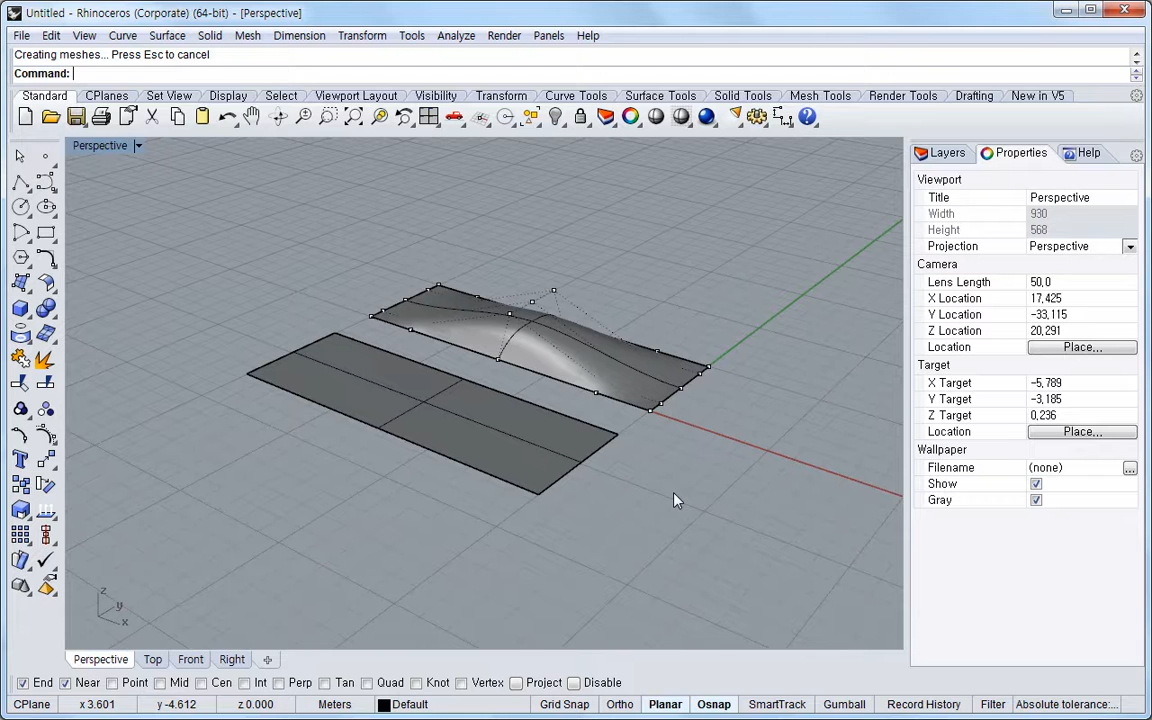 Untitled - Rhinoceros (Corporate) (64-bit) - [Perspective]
File Edit View Curve Surface Solid Mesh Dimension Transform Tools Analyze Render Panels Help
Creating meshes... Press Esc to cancel
Command:
Standard CPlanes Set View Display Select Viewport Layout Visibility Transform Curve Tools Surface Tools Solid Tools Mesh Tools Render Tools Drafting New in V5
Perspective
Layers Properties Help
Viewport
Title Perspective
Width 930
Height 568
Projection Perspective
Camera
Lens Length 50,0
X Location 17,425
Y Location -33,115
Z Location 20,291
Location Place...
Target
X Target -5,789
Y Target -3,185
Z Target 0,236
Location Place...
Wallpaper
Filename (none) ...
Show
Gray
z
y
x
Perspective Top Front Right
End Near Point Mid Cen Int Perp Tan Quad Knot Vertex Project Disable
CPlane x 3.601 y -4.612 z 0.000 Meters Default Grid Snap Ortho Planar Osnap SmartTrack Gumball Record History Filter Absolute tolerance:...